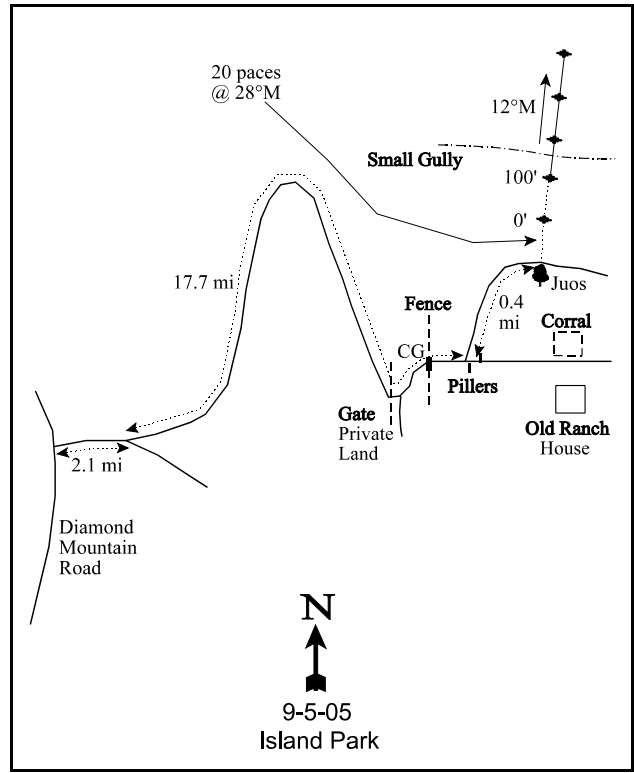 20 paces
@ 28°M
12°M
Small Gully
100'
0'
17.7 mi
Juos
0.4
mi
Fence
Corral
CG
Pillers
Gate
Private
Land
Old Ranch
House
2.1 mi
Diamond
Mountain
Road
N
9-5-05
Island Park